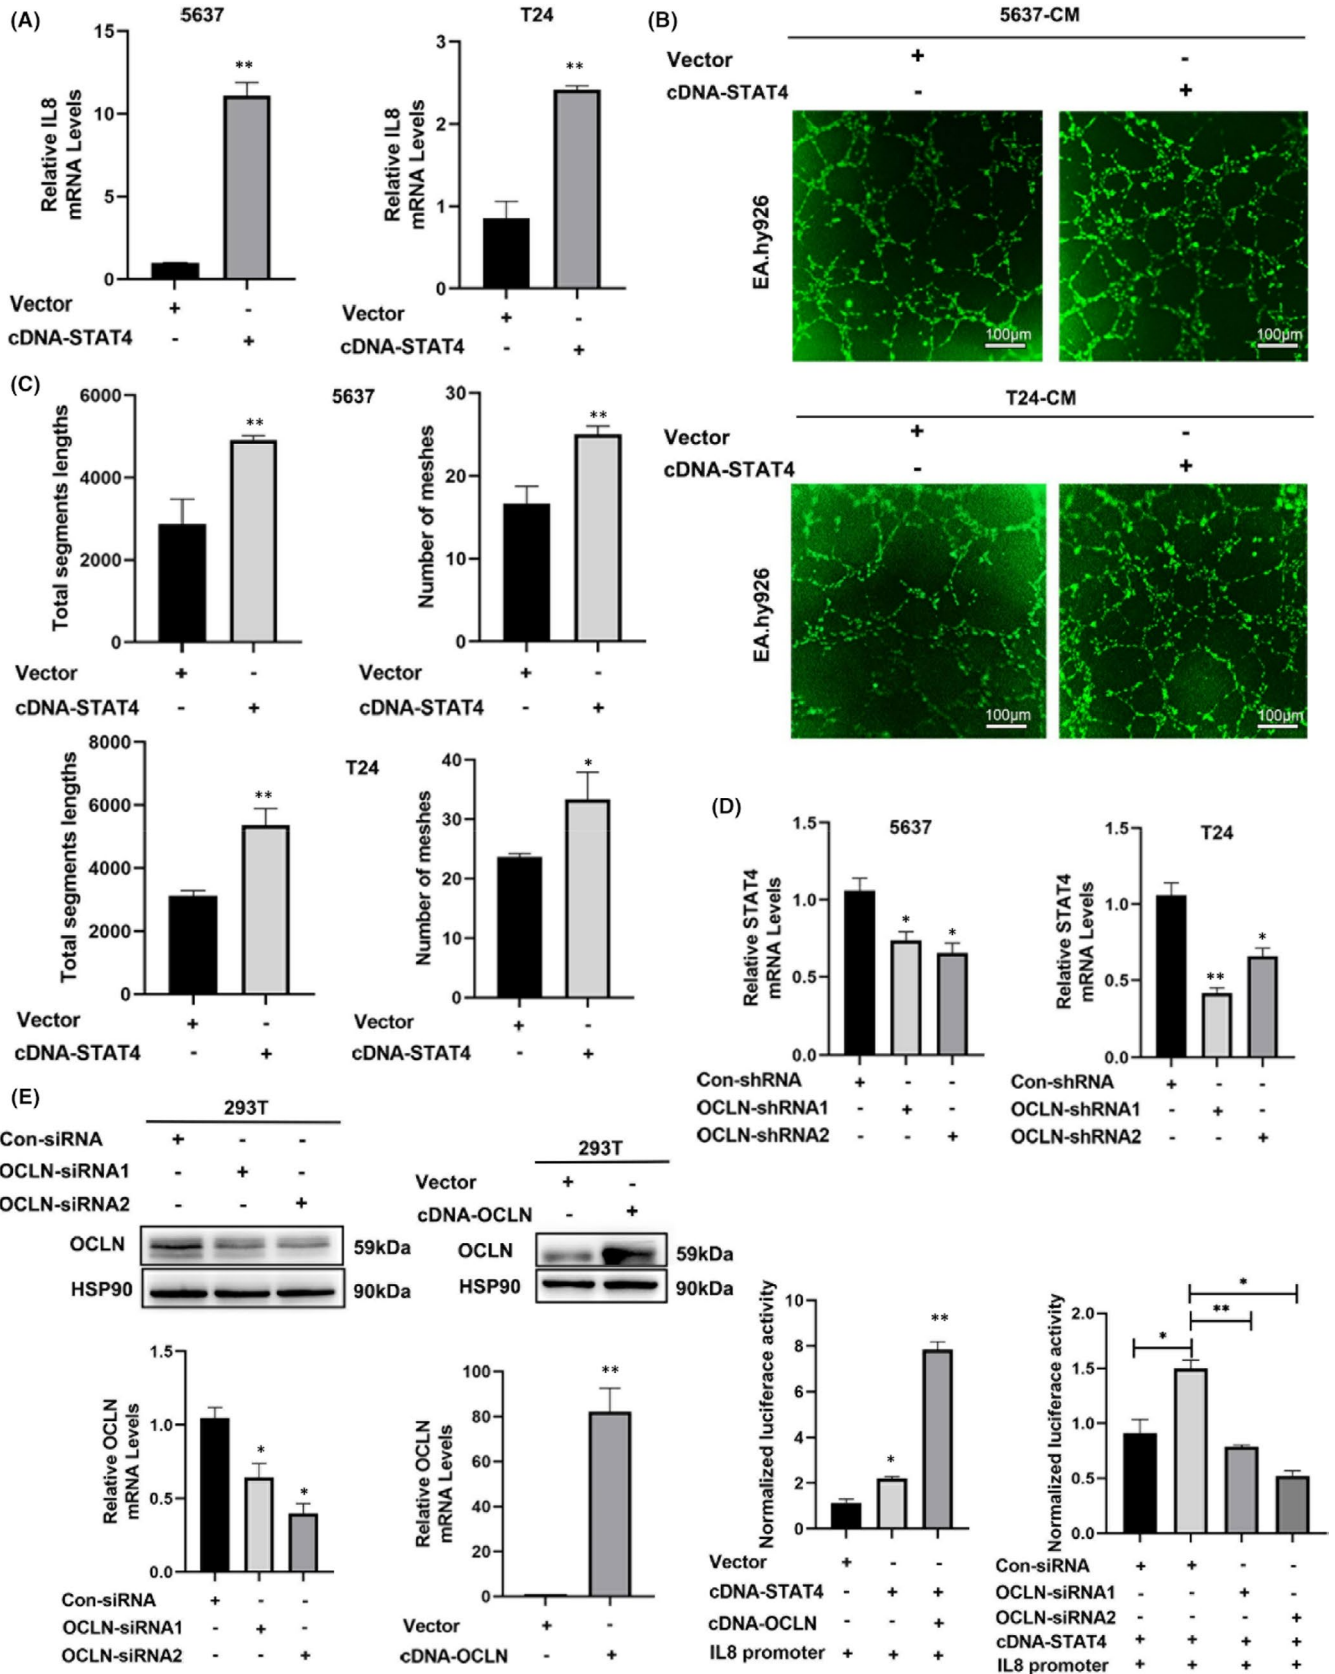 (A)
5637
Relative IL8
mRNA Levels
15
10
5
0
**
Vector + -
cDNA-STAT4 - +
T24
Relative IL8
mRNA Levels
3
2
1
0
**
Vector + -
cDNA-STAT4 - +
(B)
5637-CM
Vector + -
cDNA-STAT4 - +
EA.hy926
100μm
100μm
T24-CM
Vector + -
cDNA-STAT4 - +
EA.hy926
100μm
100μm
(C)
5637
Total segments lengths
6000
4000
2000
0
**
Vector + -
cDNA-STAT4 - +
Number of meshes
30
20
10
0
**
Vector + -
cDNA-STAT4 - +
T24
Total segments lengths
8000
6000
4000
2000
0
**
Vector + -
cDNA-STAT4 - +
Number of meshes
40
30
20
10
0
*
Vector + -
cDNA-STAT4 - +
(D)
5637
Relative STAT4
mRNA Levels
1.5
1.0
0.5
0.0
* *
Con-shRNA + - -
OCLN-shRNA1 - + -
OCLN-shRNA2 - - +
T24
Relative STAT4
mRNA Levels
1.5
1.0
0.5
0.0
** *
Con-shRNA + - -
OCLN-shRNA1 - + -
OCLN-shRNA2 - - +
(E)
293T
Con-siRNA + - -
OCLN-siRNA1 - + -
OCLN-siRNA2 - - +
OCLN 59kDa
HSP90 90kDa
293T
Vector + -
cDNA-OCLN - +
OCLN 59kDa
HSP90 90kDa
Relative OCLN
mRNA Levels
1.5
1.0
0.5
0.0
* *
Con-siRNA + - -
OCLN-siRNA1 - + -
OCLN-siRNA2 - - +
Relative OCLN
mRNA Levels
100
80
60
40
20
0
**
Vector + -
cDNA-OCLN - +
Normalized luciferace activity
10
8
6
4
2
0
* **
Vector + - -
cDNA-STAT4 - + +
cDNA-OCLN - - +
IL8 promoter + + +
Normalized luciferace activity
2.0
1.5
1.0
0.5
0.0
*
**
*
Con-siRNA + + - -
OCLN-siRNA1 - - + -
OCLN-siRNA2 - - - +
cDNA-STAT4 + + + +
IL8 promoter + + + +